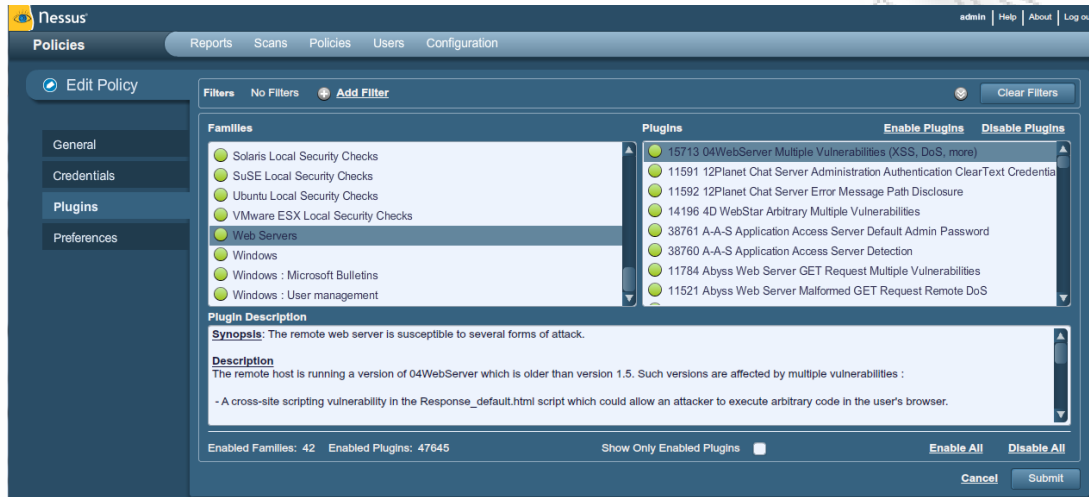 Nessus
admin | Help | About | Log ou
Policies
Reports Scans Policies Users Configuration
Edit Policy
General
Credentials
Plugins
Preferences
Filters No Filters Add Filter
Clear Filters
Families
Solaris Local Security Checks
SuSE Local Security Checks
Ubuntu Local Security Checks
VMware ESX Local Security Checks
Web Servers
Windows
Windows : Microsoft Bulletins
Windows : User management
Plugins Enable Plugins Disable Plugins
15713 04WebServer Multiple Vulnerabilities (XSS, DoS, more)
11591 12Planet Chat Server Administration Authentication ClearText Credentia
11592 12Planet Chat Server Error Message Path Disclosure
14196 4D WebStar Arbitrary Multiple Vulnerabilities
38761 A-A-S Application Access Server Default Admin Password
38760 A-A-S Application Access Server Detection
11784 Abyss Web Server GET Request Multiple Vulnerabilities
11521 Abyss Web Server Malformed GET Request Remote DoS
Plugin Description
Synopsis: The remote web server is susceptible to several forms of attack.
Description
The remote host is running a version of 04WebServer which is older than version 1.5. Such versions are affected by multiple vulnerabilities :
- A cross-site scripting vulnerability in the Response_default.html script which could allow an attacker to execute arbitrary code in the user's browser.
Enabled Families: 42 Enabled Plugins: 47645
Show Only Enabled Plugins
Enable All Disable All
Cancel Submit